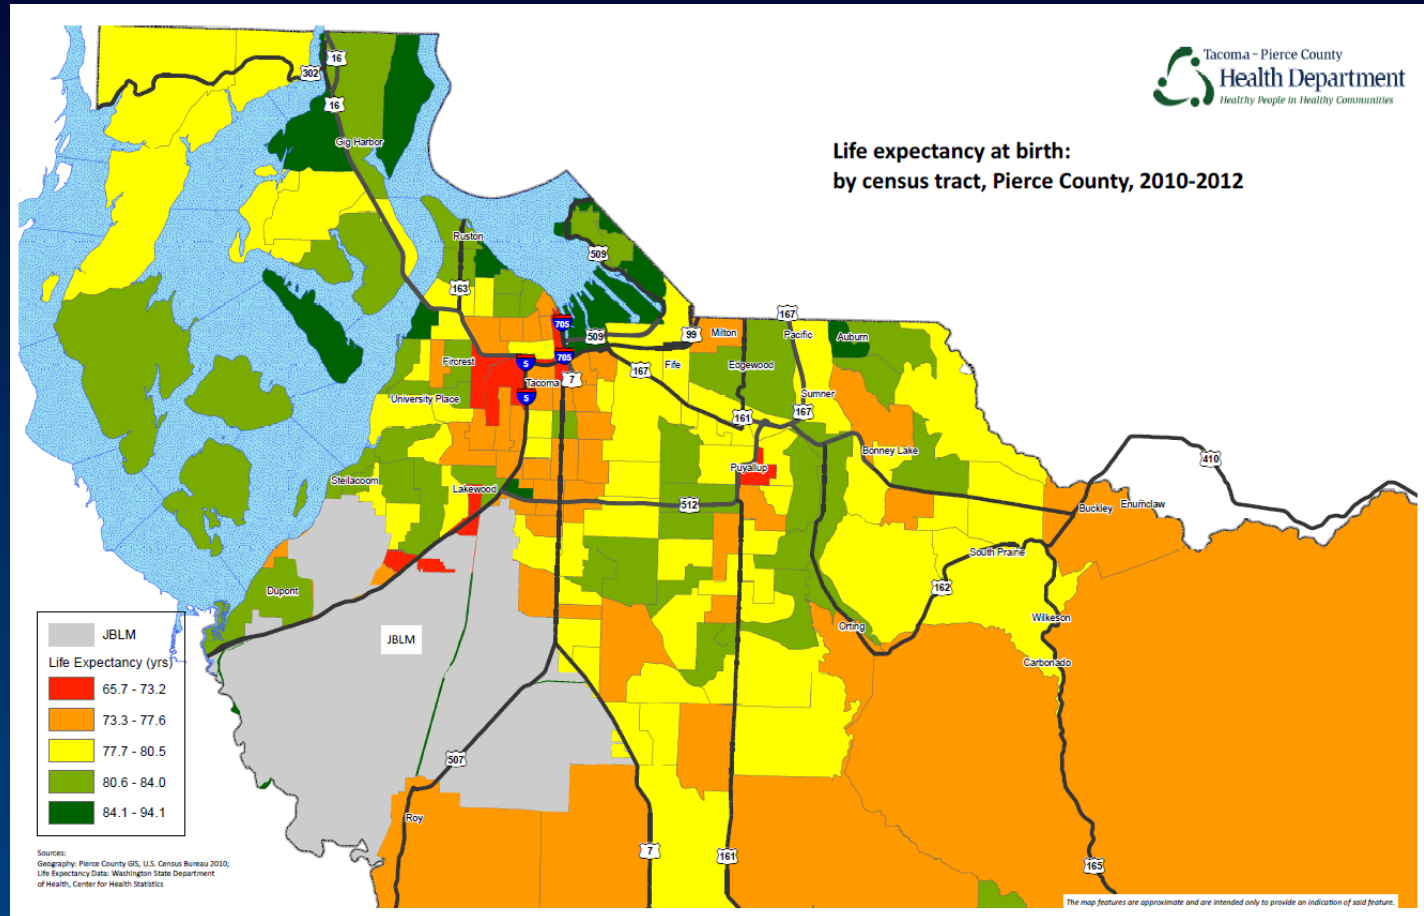 Tacoma - Pierce County
Health Department
Healthy People in Healthy Communities
Life expectancy at birth:
by census tract, Pierce County, 2010-2012
16
302
16
Gig Harbor
Ruston
509
163
167
705
509
99
Milton
Pacific
Auburn
Fircrest
5
705
167
Fife
Edgewood
Tacoma
7
University Place
5
Sumner
161
167
Bonney Lake
410
Puyallup
Steilacoom
Lakewood
512
Buckley
Enumclaw
South Prairie
Dupont
162
Orting
Wilkeson
JBLM
Carbonado
507
Roy
7
161
165
JBLM
Life Expectancy (yrs)
65.7 - 73.2
73.3 - 77.6
77.7 - 80.5
80.6 - 84.0
84.1 - 94.1
Sources:
Geography: Pierce County GIS, U.S. Census Bureau 2010;
Life Expectancy Data: Washington State Department
of Health, Center for Health Statistics
The map features are approximate and are intended only to provide an indication of said feature.